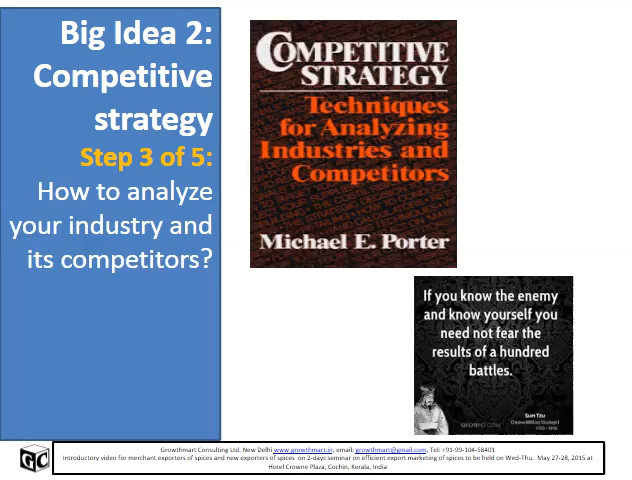 Big Idea 2:
Competitive
strategy
Step 3 of 5:
How to analyze
your industry and
its competitors?
COMPETITIVE
STRATEGY
Techniques
for Analyzing
Industries and
Competitors
Michael E. Porter
If you know the enemy
and know yourself you
need not fear the
results of a hundred
battles.
Sun Tzu
Chinese Military Strategist
GC
Growthmart Consulting Ltd. New Delhi www.growthmart.in, email: growthmart@gmail.com, Tel: +91-99-104-58401
Introductory video for merchant exporters of spices and new exporters of spices on 2-days seminar on efficient export marketing of spices to be held on Wed-Thu. May 27-28, 2015 at
Hotel Crowne Plaza, Cochin, Kerala, India